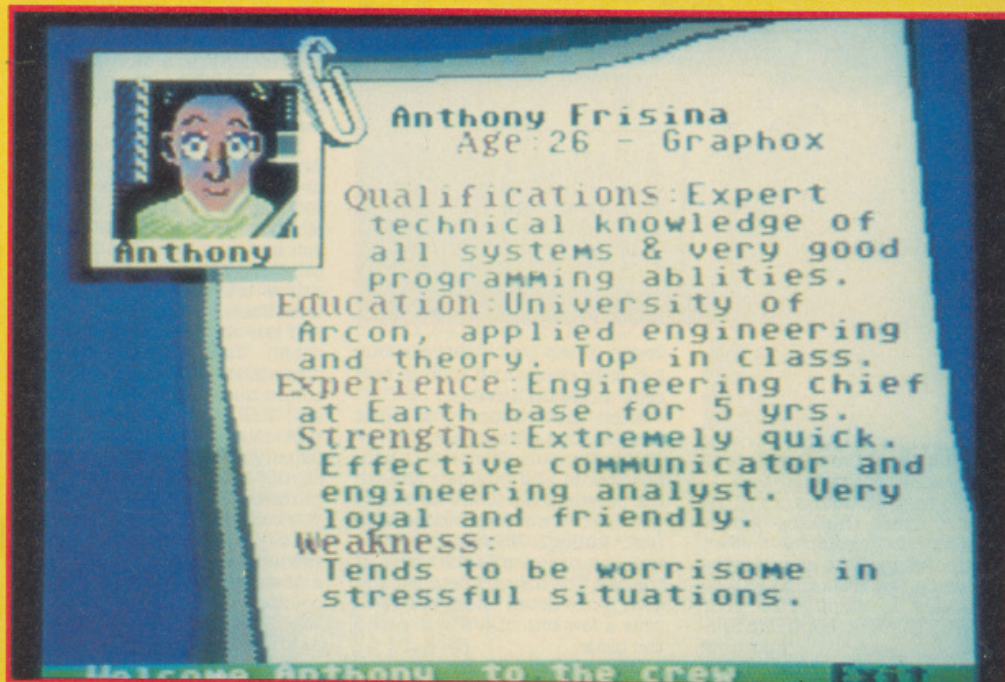 Anthony
Anthony Frisina
Age:26 - Graphox
Qualifications:Expert
technical knowledge of
all systems & very good
programming ablities.
Education:University of
Arcon, applied engineering
and theory. Top in class.
Experience:Engineering chief
at Earth base for 5 yrs.
Strengths:Extremely quick.
Effective communicator and
engineering analyst. Very
loyal and friendly.
Weakness:
Tends to be worrisome in
stressful situations.
Welcome Anthony to the crew Exit